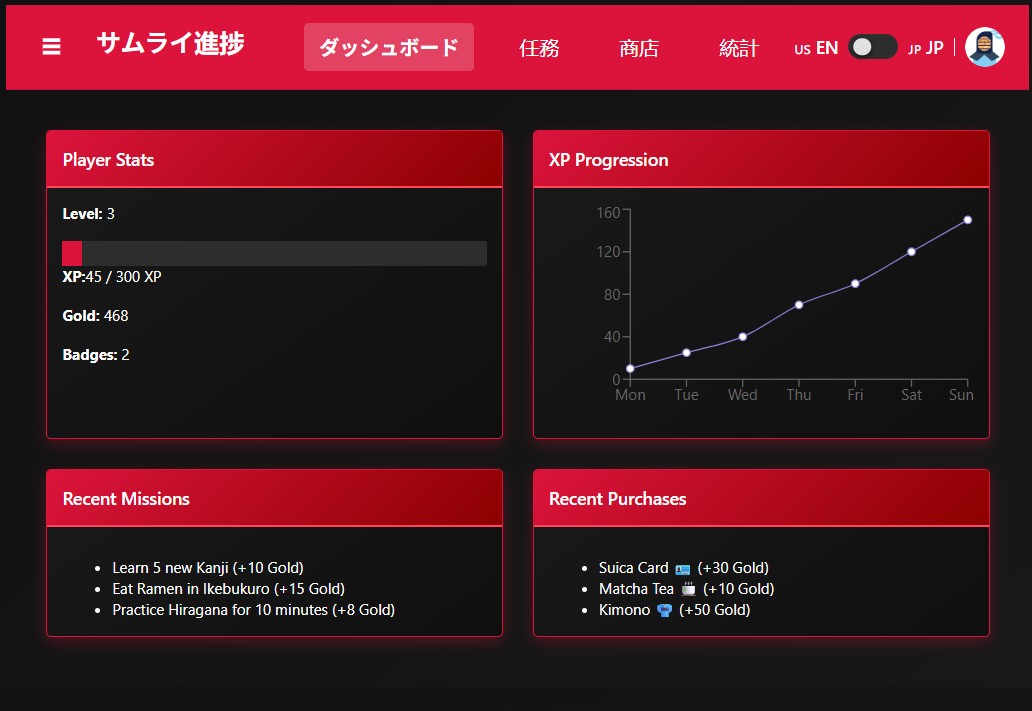 サムライ進捗
ダッシュボード
任務
商店
統計
US EN
JP JP
Player Stats
Level: 3
XP:45 / 300 XP
Gold: 468
Badges: 2
XP Progression
160
120
80
40
0
Mon Tue Wed Thu Fri Sat Sun
Recent Missions
Learn 5 new Kanji (+10 Gold)
Eat Ramen in Ikebukuro (+15 Gold)
Practice Hiragana for 10 minutes (+8 Gold)
Recent Purchases
Suica Card 🪪 (+30 Gold)
Matcha Tea 🍵 (+10 Gold)
Kimono 👘 (+50 Gold)